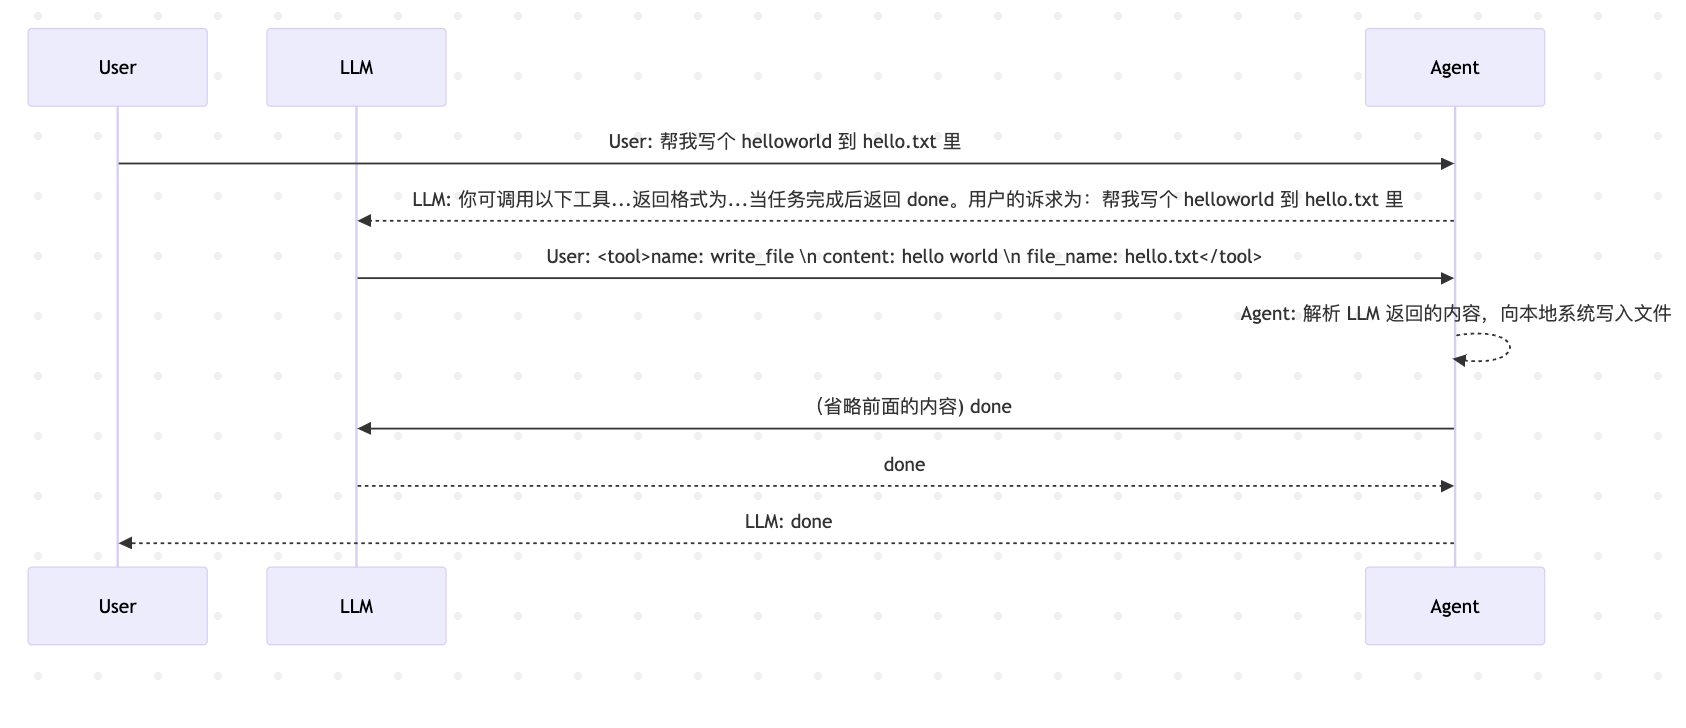 User
LLM
Agent
User: 帮我写个 helloworld 到 hello.txt 里
LLM: 你可调用以下工具...返回格式为...当任务完成后返回 done。用户的诉求为：帮我写个 helloworld 到 hello.txt 里
User: <tool>name: write_file \n content: hello world \n file_name: hello.txt</tool>
Agent: 解析 LLM 返回的内容，向本地系统写入文件
（省略前面的内容) done
done
LLM: done
User
LLM
Agent